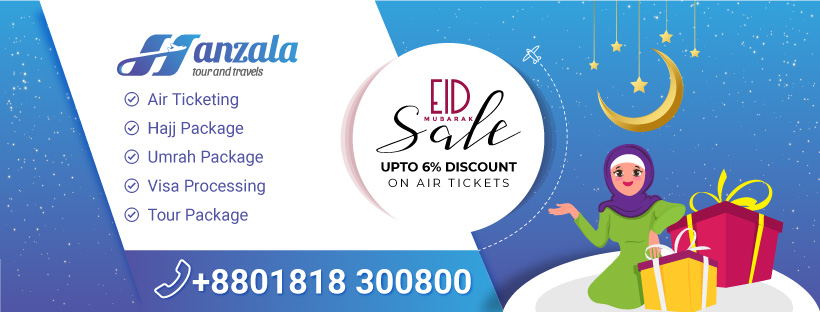 Hanzala
tour and travels
Air Ticketing
Hajj Package
Umrah Package
Visa Processing
Tour Package
EID
MUBARAK
Sale
UPTO 6% DISCOUNT
ON AIR TICKETS
+8801818 300800